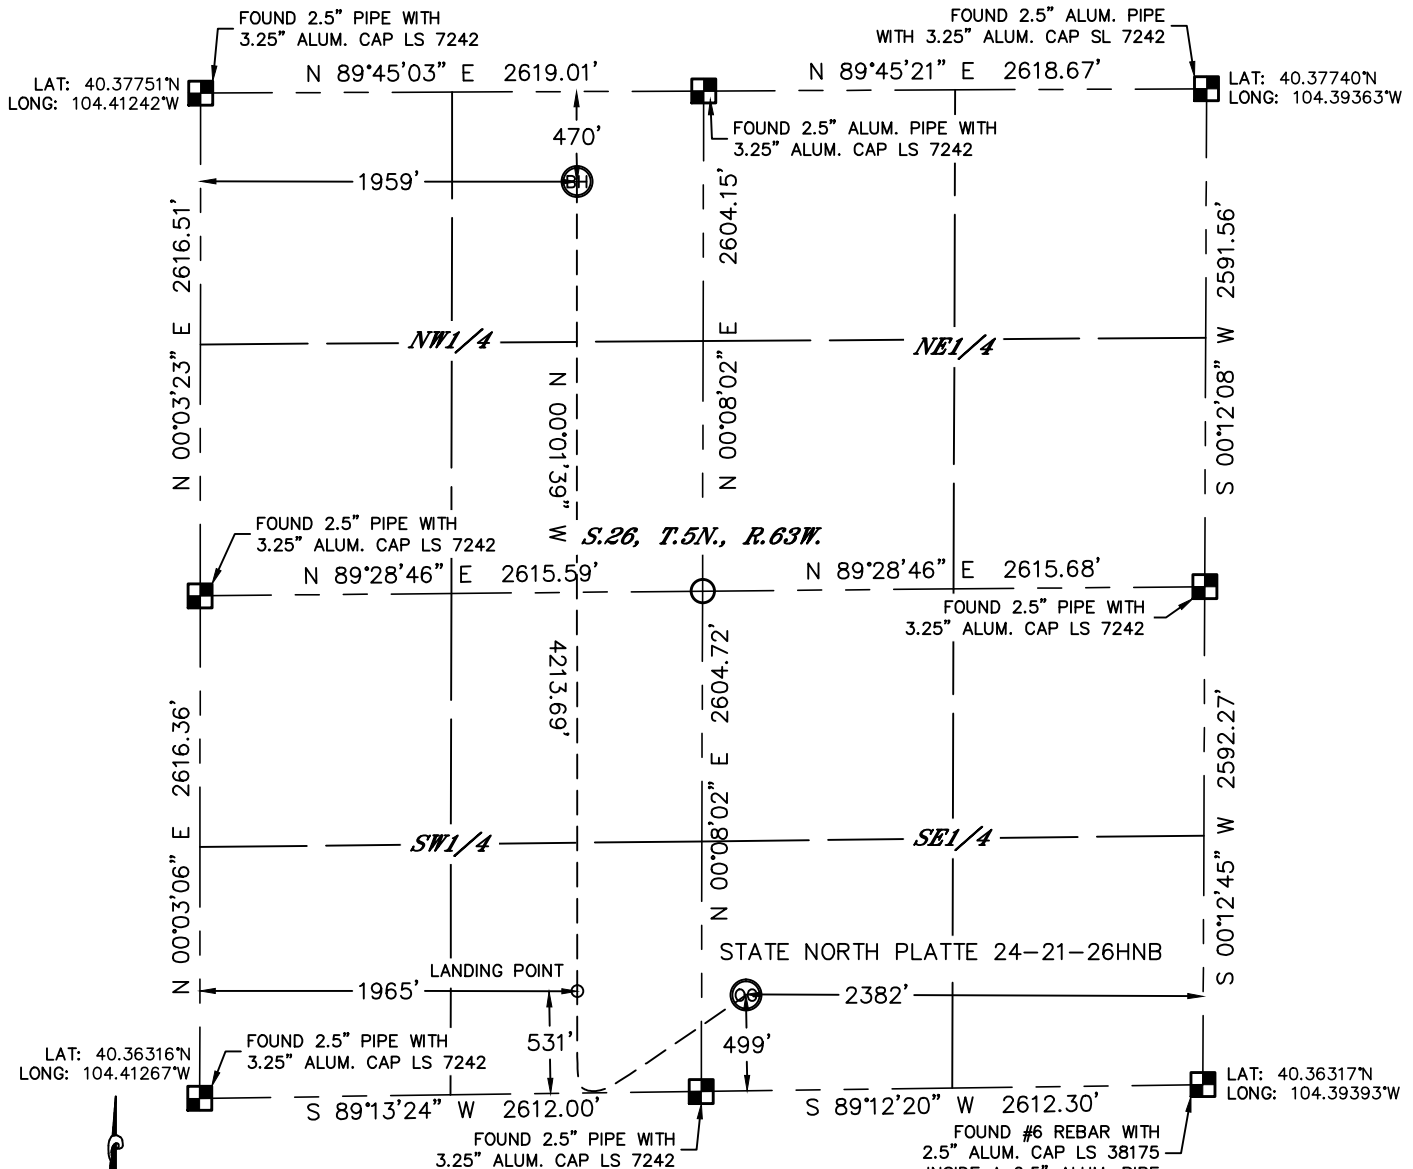 FOUND 2.5” PIPE WITH
3.25” ALUM. CAP LS 7242
FOUND 2.5” ALUM. PIPE
WITH 3.25” ALUM. CAP SL 7242
LAT: 40.37751°N
LONG: 104.41242°W
N 89°45'03” E 2619.01'
N 89°45'21” E 2618.67'
LAT: 40.37740°N
LONG: 104.39363°W
470'
FOUND 2.5” ALUM. PIPE WITH
3.25” ALUM. CAP LS 7242
1959'
BH
N 00°03'23” E 2616.51'
N 00°08'02” E 2604.15'
S 00°12'08” W 2591.56'
NW1/4
NE1/4
N 00°01'39” W 4213.69'
S.26, T.5N., R.63W.
FOUND 2.5” PIPE WITH
3.25” ALUM. CAP LS 7242
N 89°28'46” E 2615.59'
N 89°28'46” E 2615.68'
FOUND 2.5” PIPE WITH
3.25” ALUM. CAP LS 7242
N 00°03'06” E 2616.36'
N 00°08'02” E 2604.72'
S 00°12'45” W 2592.27'
SW1/4
SE1/4
STATE NORTH PLATTE 24-21-26HNB
LANDING POINT
1965'
OG
2382'
531'
499'
FOUND 2.5” PIPE WITH
3.25” ALUM. CAP LS 7242
LAT: 40.36316°N
LONG: 104.41267°W
LAT: 40.36317°N
LONG: 104.39393°W
S 89°13'24” W 2612.00'
S 89°12'20” W 2612.30'
FOUND 2.5” PIPE WITH
3.25” ALUM. CAP LS 7242
FOUND #6 REBAR WITH
2.5” ALUM. CAP LS 38175
INSIDE A 2.5” ALUM. PIPE